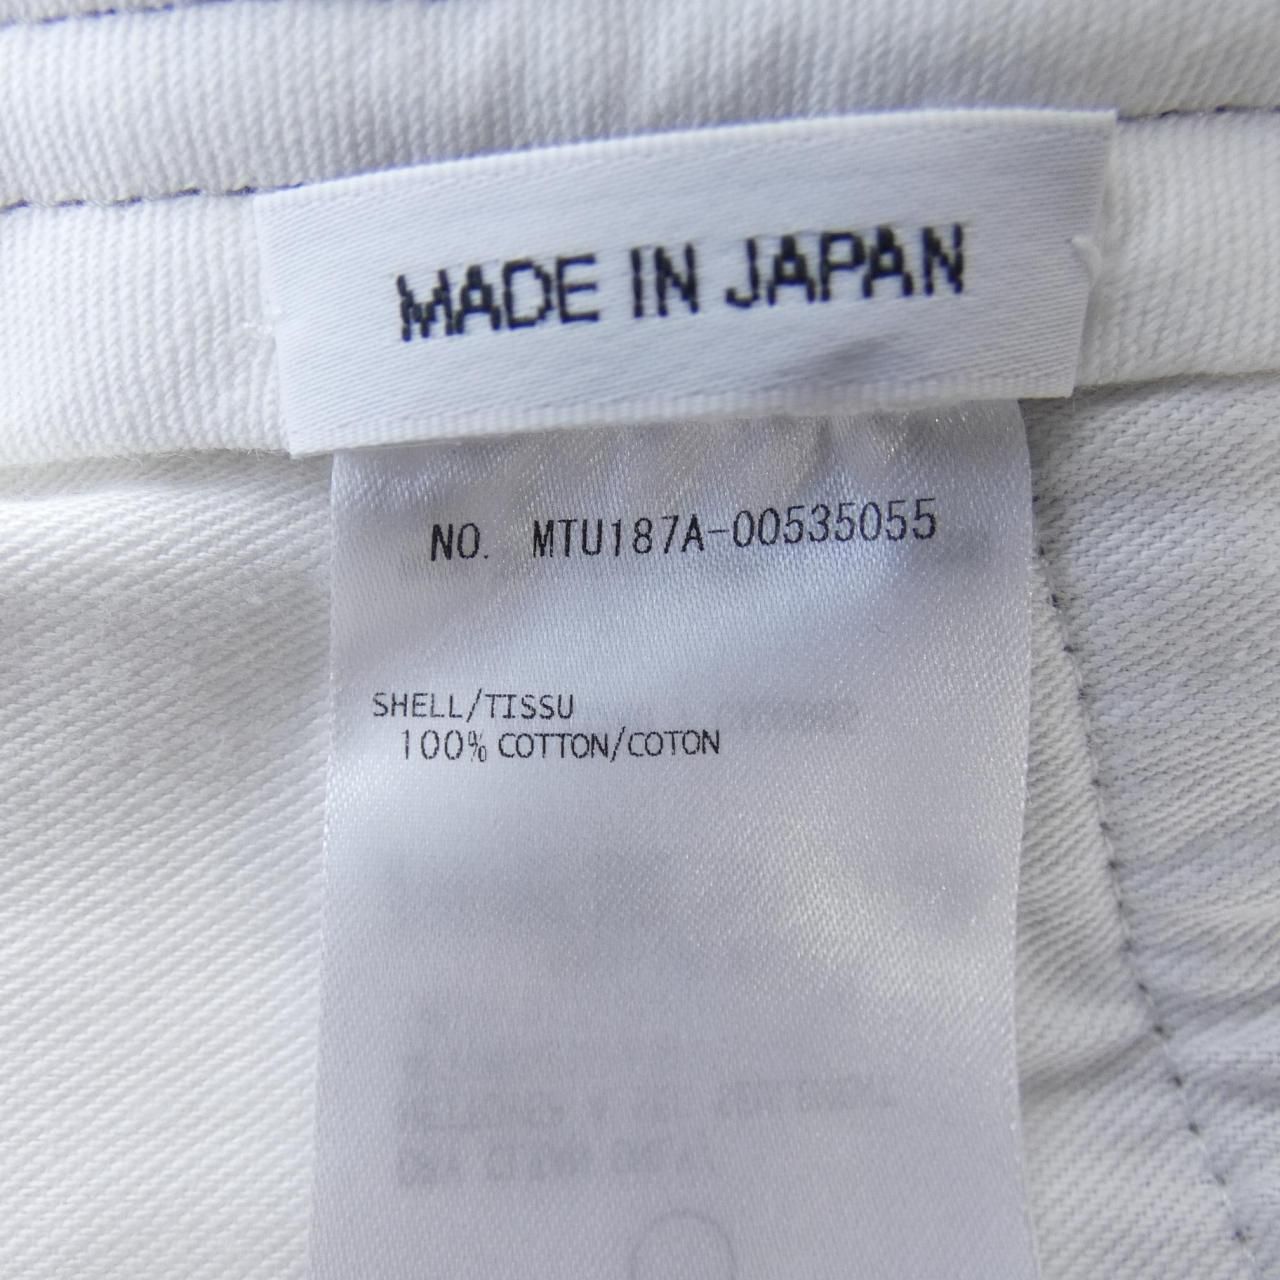 MADE IN JAPAN
NO. MTU187A-00535055
SHELL/TISSU
100% COTTON/COTON